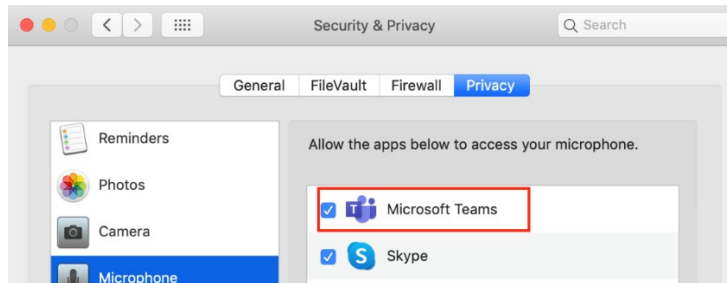 Security & Privacy
Search
General FileVault Firewall Privacy
Reminders
Photos
Camera
Microphone
Allow the apps below to access your microphone.
Microsoft Teams
Skype